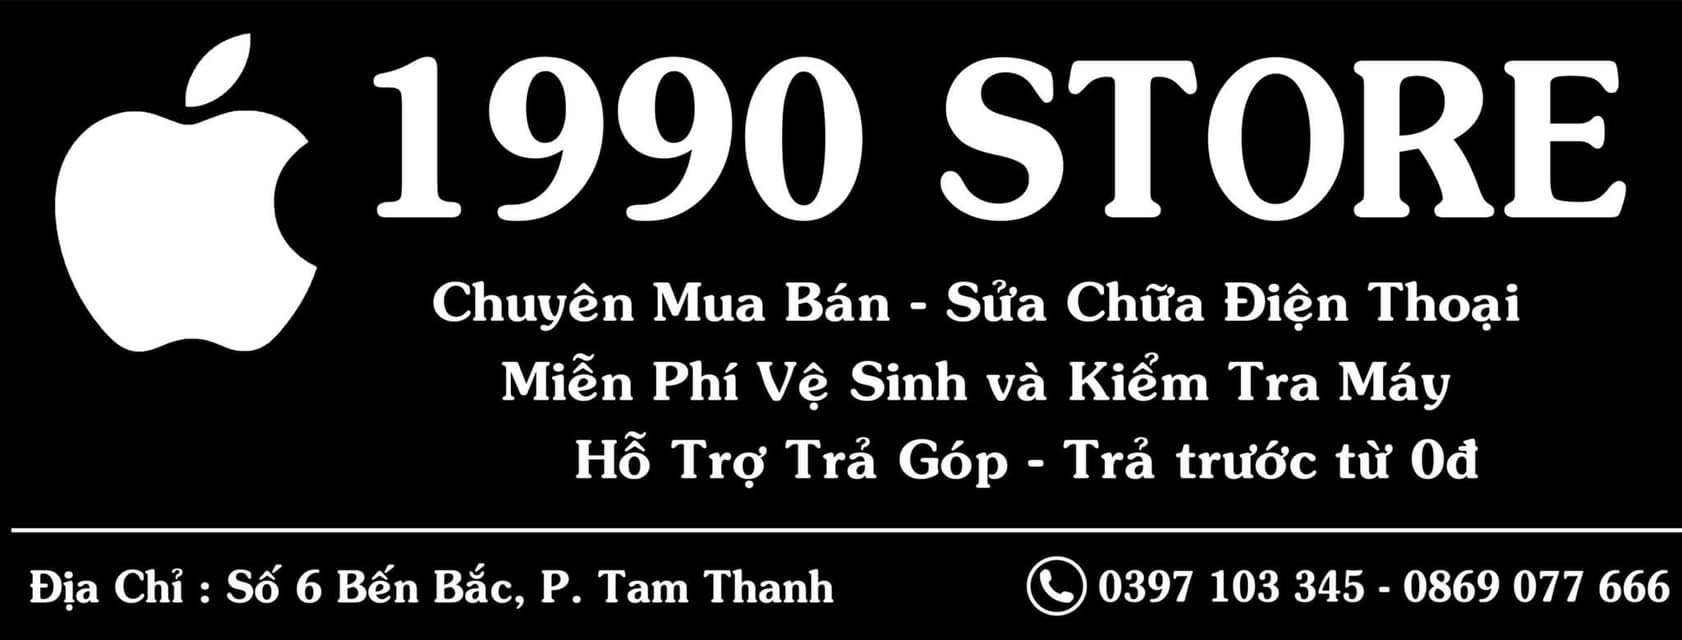 1990 STORE
Chuyên Mua Bán - Sửa Chữa Điện Thoại
Miễn Phí Vệ Sinh và Kiểm Tra Máy
Hỗ Trợ Trả Góp - Trả trước từ 0đ
Địa Chỉ : Số 6 Bến Bắc, P. Tam Thanh
0397 103 345 - 0869 077 666